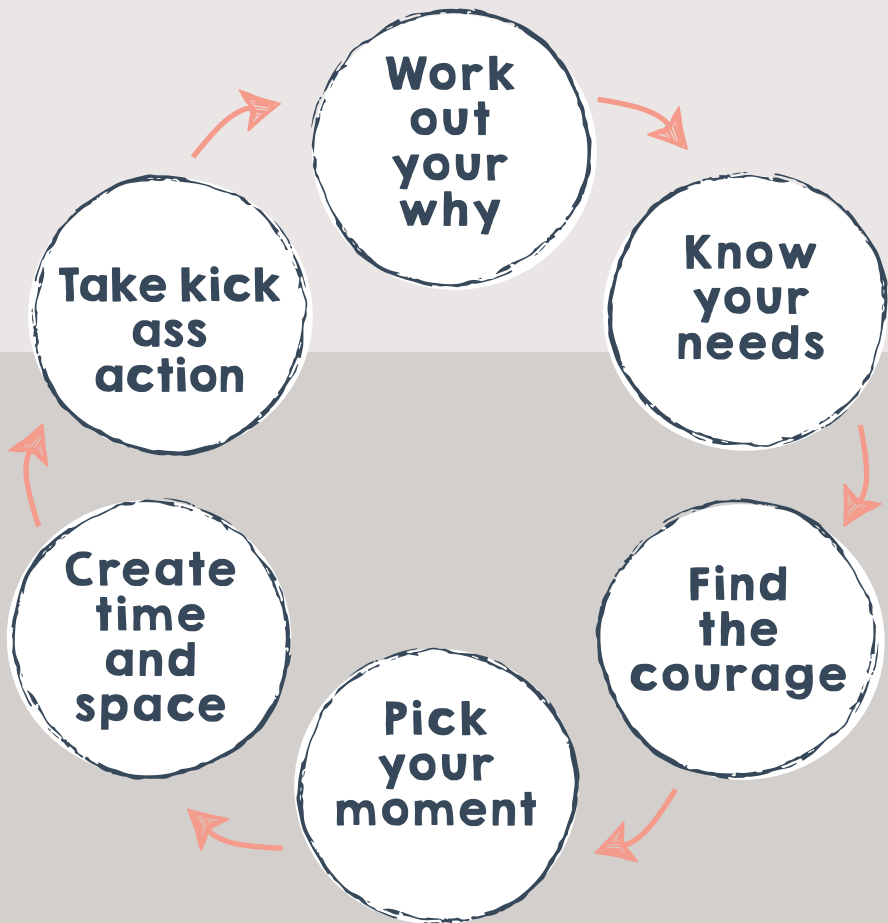 Work
out
your
why
Know
your
needs
Find
the
courage
Pick
your
moment
Create
time
and
space
Take kick
ass
action